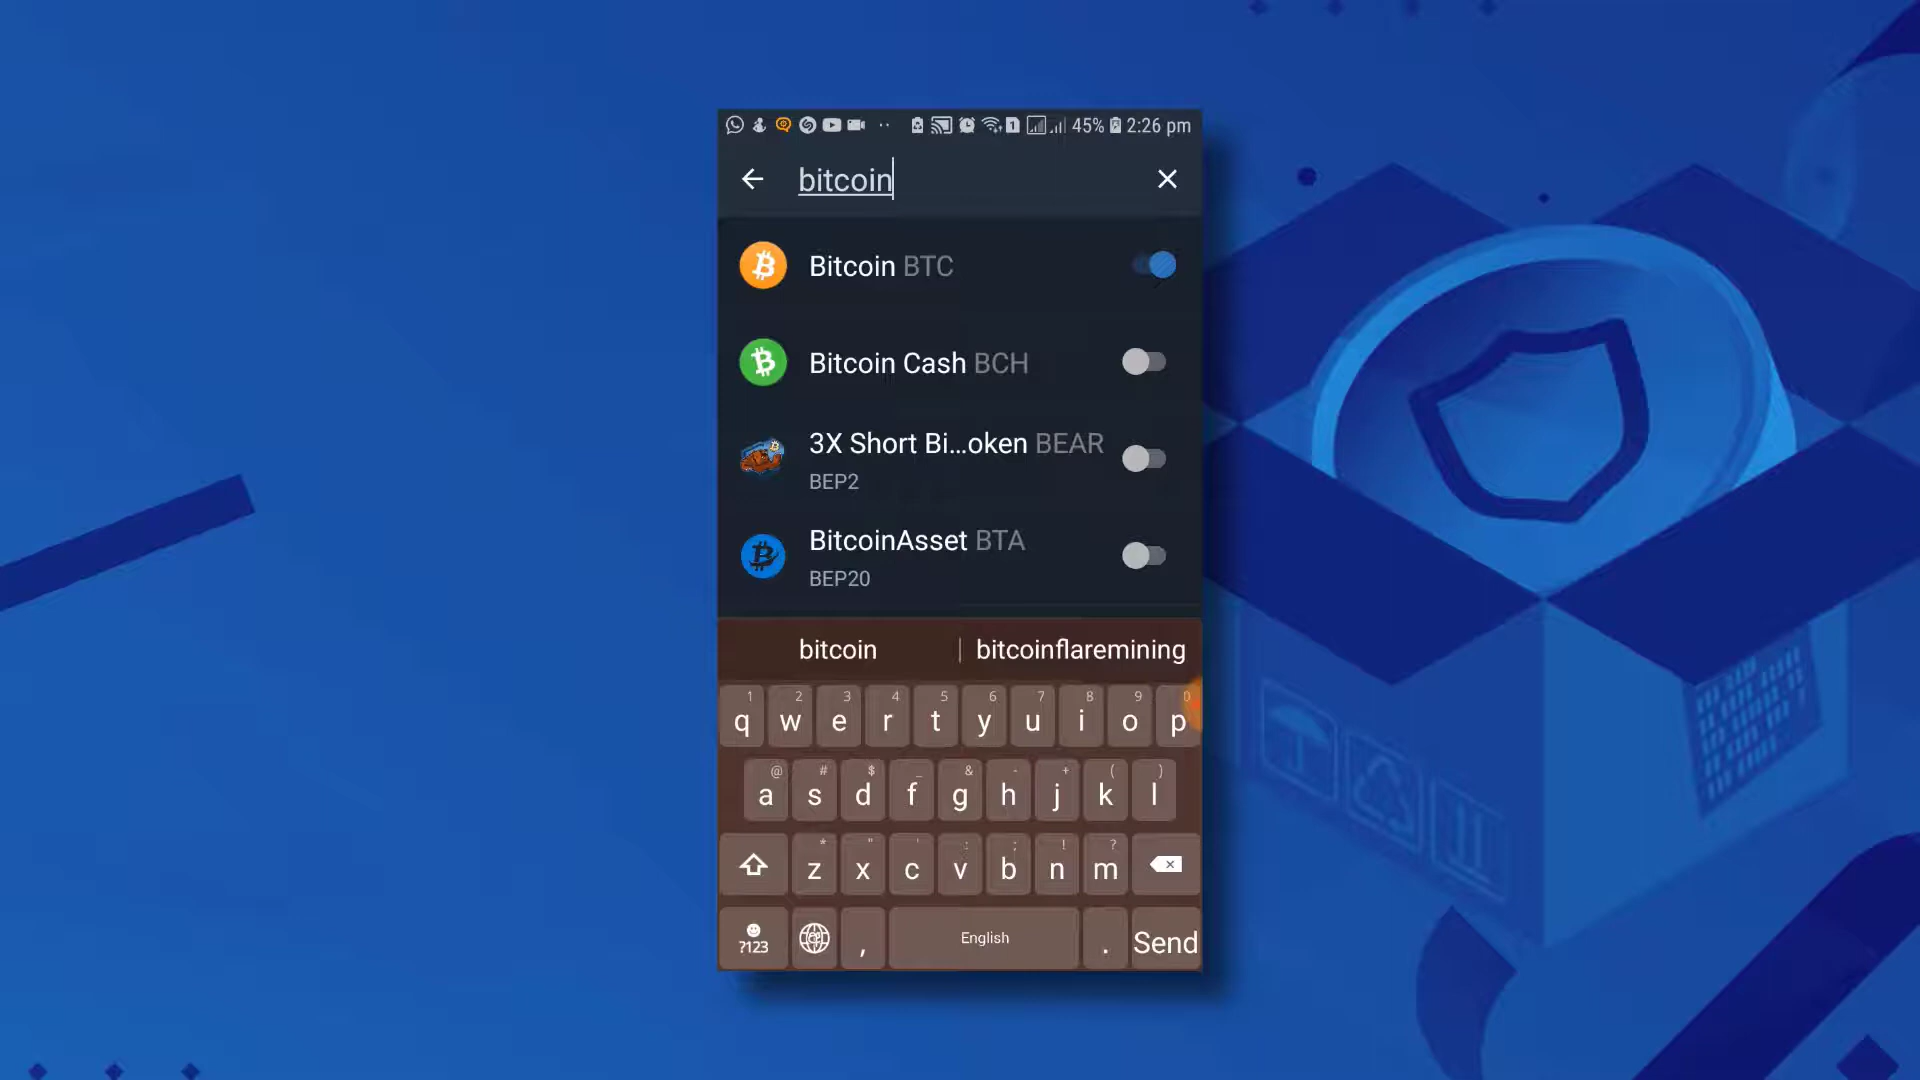 45% 2:26 pm
bitcoin
Bitcoin BTC
Bitcoin Cash BCH
3X Short Bi...oken BEAR
BEP2
BitcoinAsset BTA
BEP20
bitcoin bitcoinflaremining
1 2 3 4 5 6 7 8 9 0
q w e r t y u i o p
@ # $ _ & - + ( )
a s d f g h j k l
* " ' : ; ! ?
z x c v b n m
?123 , English . Send